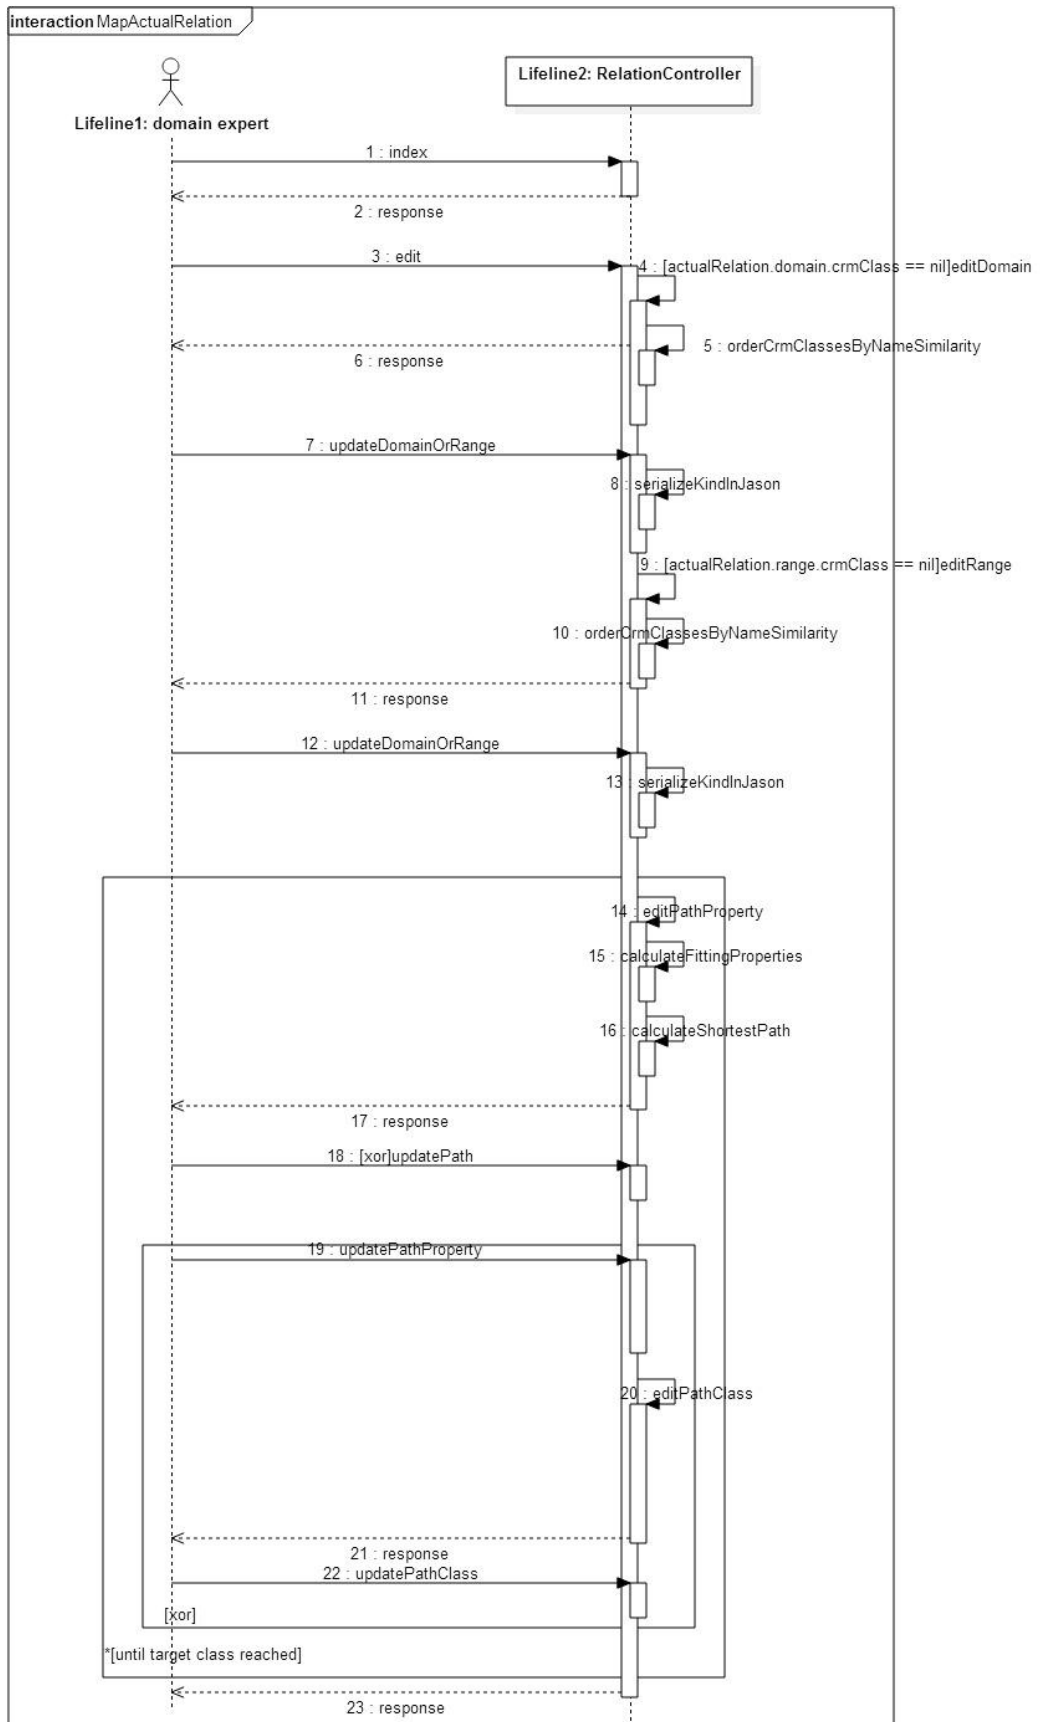 interaction MapActualRelation
Lifeline2: RelationController
Lifeline1: domain expert
1 : index
2 : response
3 : edit
4 : [actualRelation.domain.crmClass == nil]editDomain
5 : orderCrmClassesByNameSimilarity
6 : response
7 : updateDomainOrRange
8 : serializeKindInJason
9 : [actualRelation.range.crmClass == nil]editRange
10 : orderCrmClassesByNameSimilarity
11 : response
12 : updateDomainOrRange
13 : serializeKindInJason
14 : editPathProperty
15 : calculateFittingProperties
16 : calculateShortestPath
17 : response
18 : [xor]updatePath
19 : updatePathProperty
20 : editPathClass
21 : response
22 : updatePathClass
[xor]
*[until target class reached]
23 : response